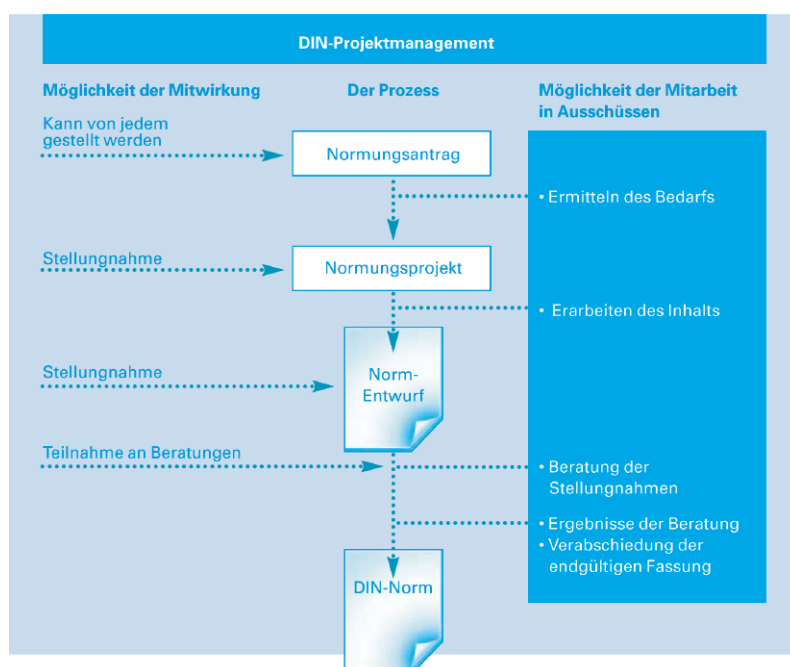 DIN-Projektmanagement
Möglichkeit der Mitwirkung
Der Prozess
Möglichkeit der Mitarbeit
in Ausschüssen
Kann von jedem
gestellt werden
Normungsantrag
• Ermitteln des Bedarfs
Stellungnahme
Normungsprojekt
• Erarbeiten des Inhalts
Stellungnahme
Norm-
Entwurf
Teilnahme an Beratungen
• Beratung der
Stellungnahmen
• Ergebnisse der Beratung
• Verabschiedung der
endgültigen Fassung
DIN-Norm